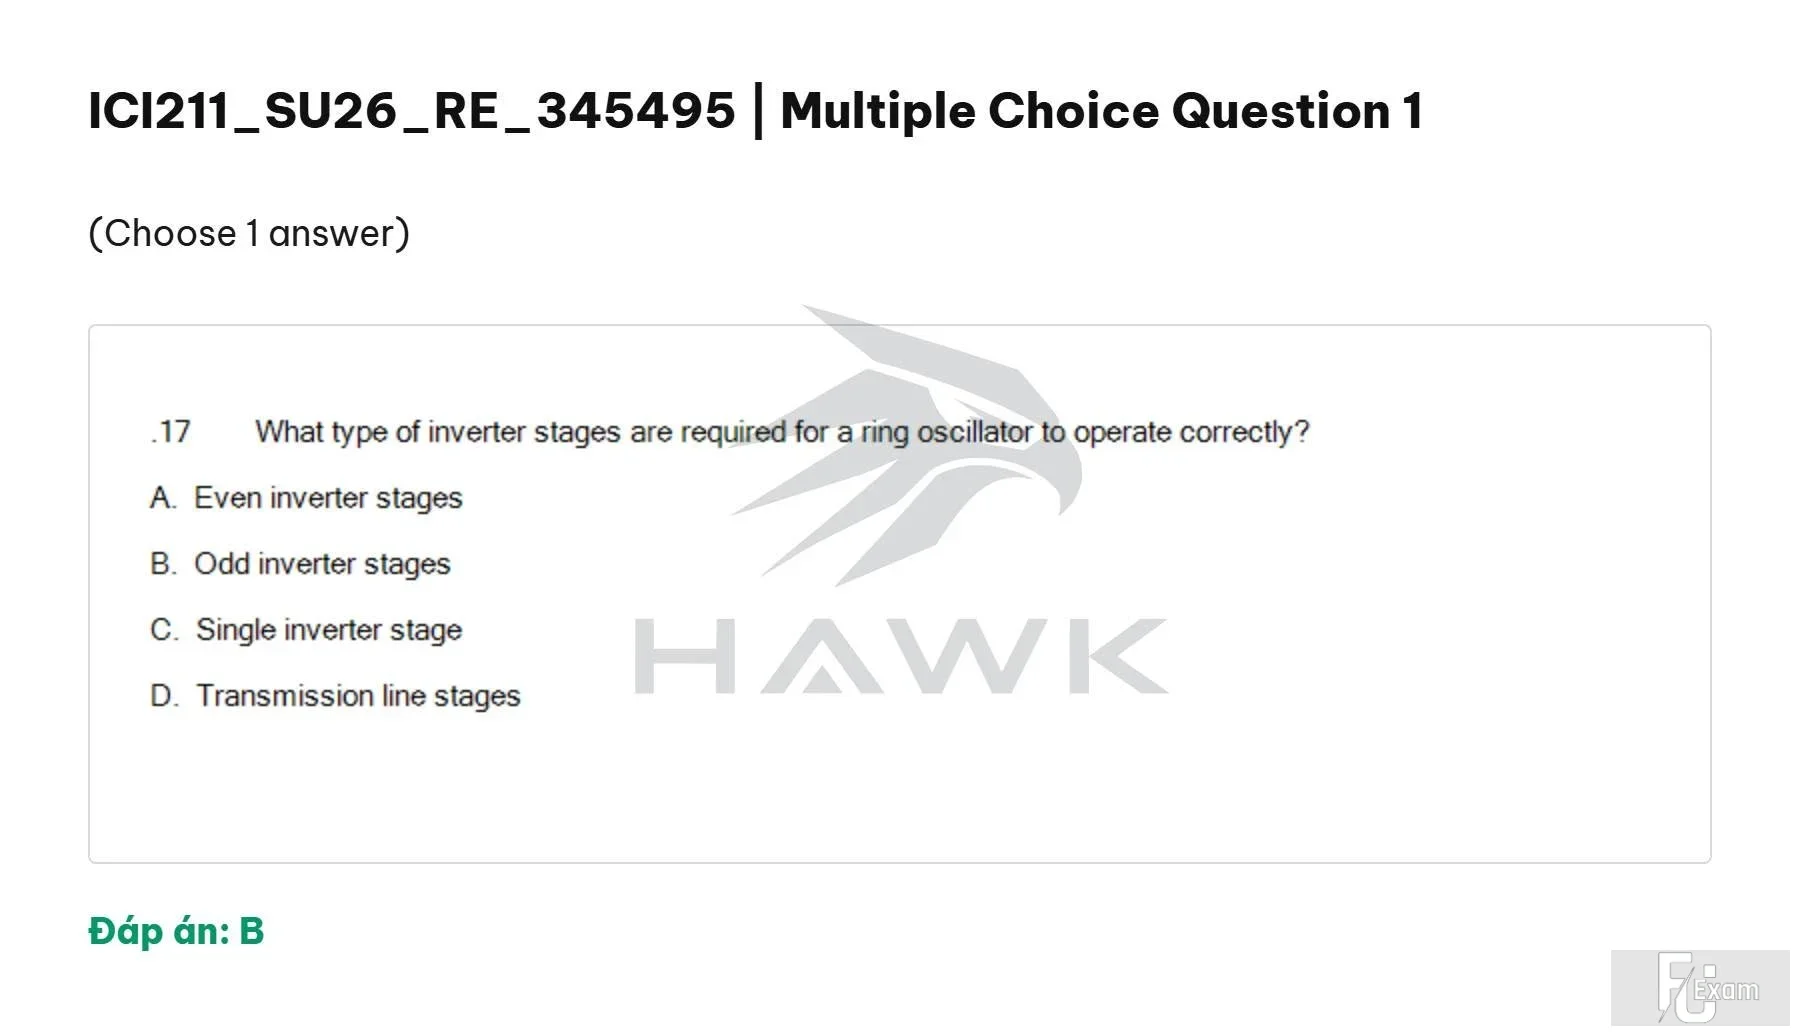 ICI211_SU26_RE_345495 | Multiple Choice Question 1
(Choose 1 answer)
.17 What type of inverter stages are required for a ring oscillator to operate correctly?
A. Even inverter stages
B. Odd inverter stages
C. Single inverter stage
D. Transmission line stages
HAWK
Đáp án: B
FU Exam